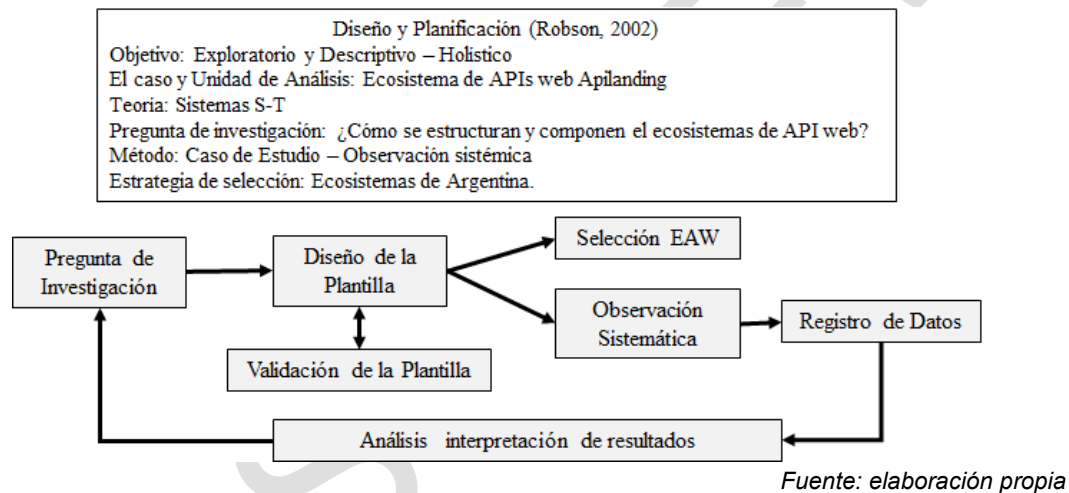 Diseño y Planificación (Robson, 2002)
Objetivo: Exploratorio y Descriptivo – Holistico
El caso y Unidad de Análisis: Ecosistema de APIs web Apilanding
Teoria: Sistemas S-T
Pregunta de investigación: ¿Cómo se estructuran y componen el ecosistemas de API web?
Método: Caso de Estudio – Observación sistémica
Estrategia de selección: Ecosistemas de Argentina.
Pregunta de
Investigación
Diseño de la
Plantilla
Selección EAW
Observación
Sistemática
Registro de Datos
Validación de la Plantilla
Análisis interpretación de resultados
Fuente: elaboración propia